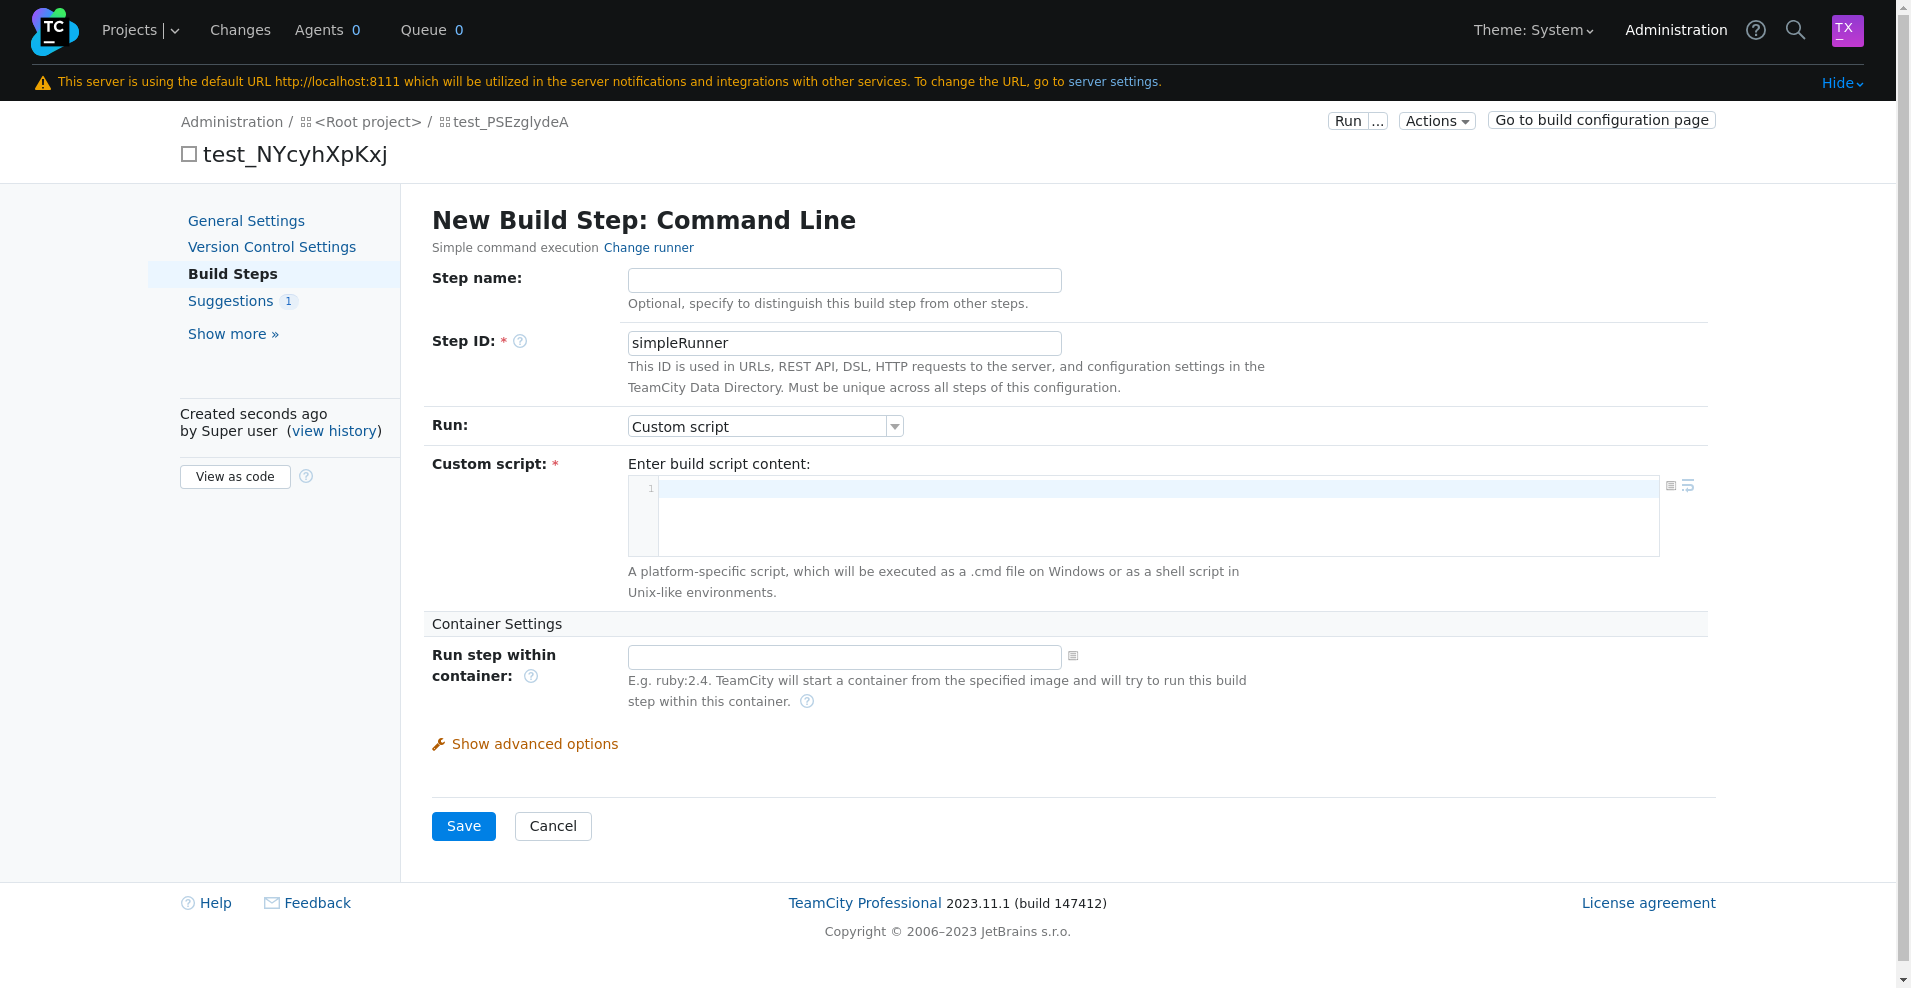 TC
Projects
Changes
Agents 0
Queue 0
Theme: System
Administration
TX
This server is using the default URL http://localhost:8111 which will be utilized in the server notifications and integrations with other services. To change the URL, go to server settings.
Hide
Administration / <Root project> / test_PSEzglydeA
Run ...
Actions
Go to build configuration page
test_NYcyhXpKxj
General Settings
Version Control Settings
Build Steps
Suggestions 1
Show more »
Created seconds ago
by Super user (view history)
View as code
New Build Step: Command Line
Simple command execution Change runner
Step name:
Optional, specify to distinguish this build step from other steps.
Step ID: *
simpleRunner
This ID is used in URLs, REST API, DSL, HTTP requests to the server, and configuration settings in the
TeamCity Data Directory. Must be unique across all steps of this configuration.
Run:
Custom script
Custom script: *
Enter build script content:
1
A platform-specific script, which will be executed as a .cmd file on Windows or as a shell script in
Unix-like environments.
Container Settings
Run step within
container:
E.g. ruby:2.4. TeamCity will start a container from the specified image and will try to run this build
step within this container.
Show advanced options
Save
Cancel
Help
Feedback
TeamCity Professional 2023.11.1 (build 147412)
License agreement
Copyright © 2006–2023 JetBrains s.r.o.